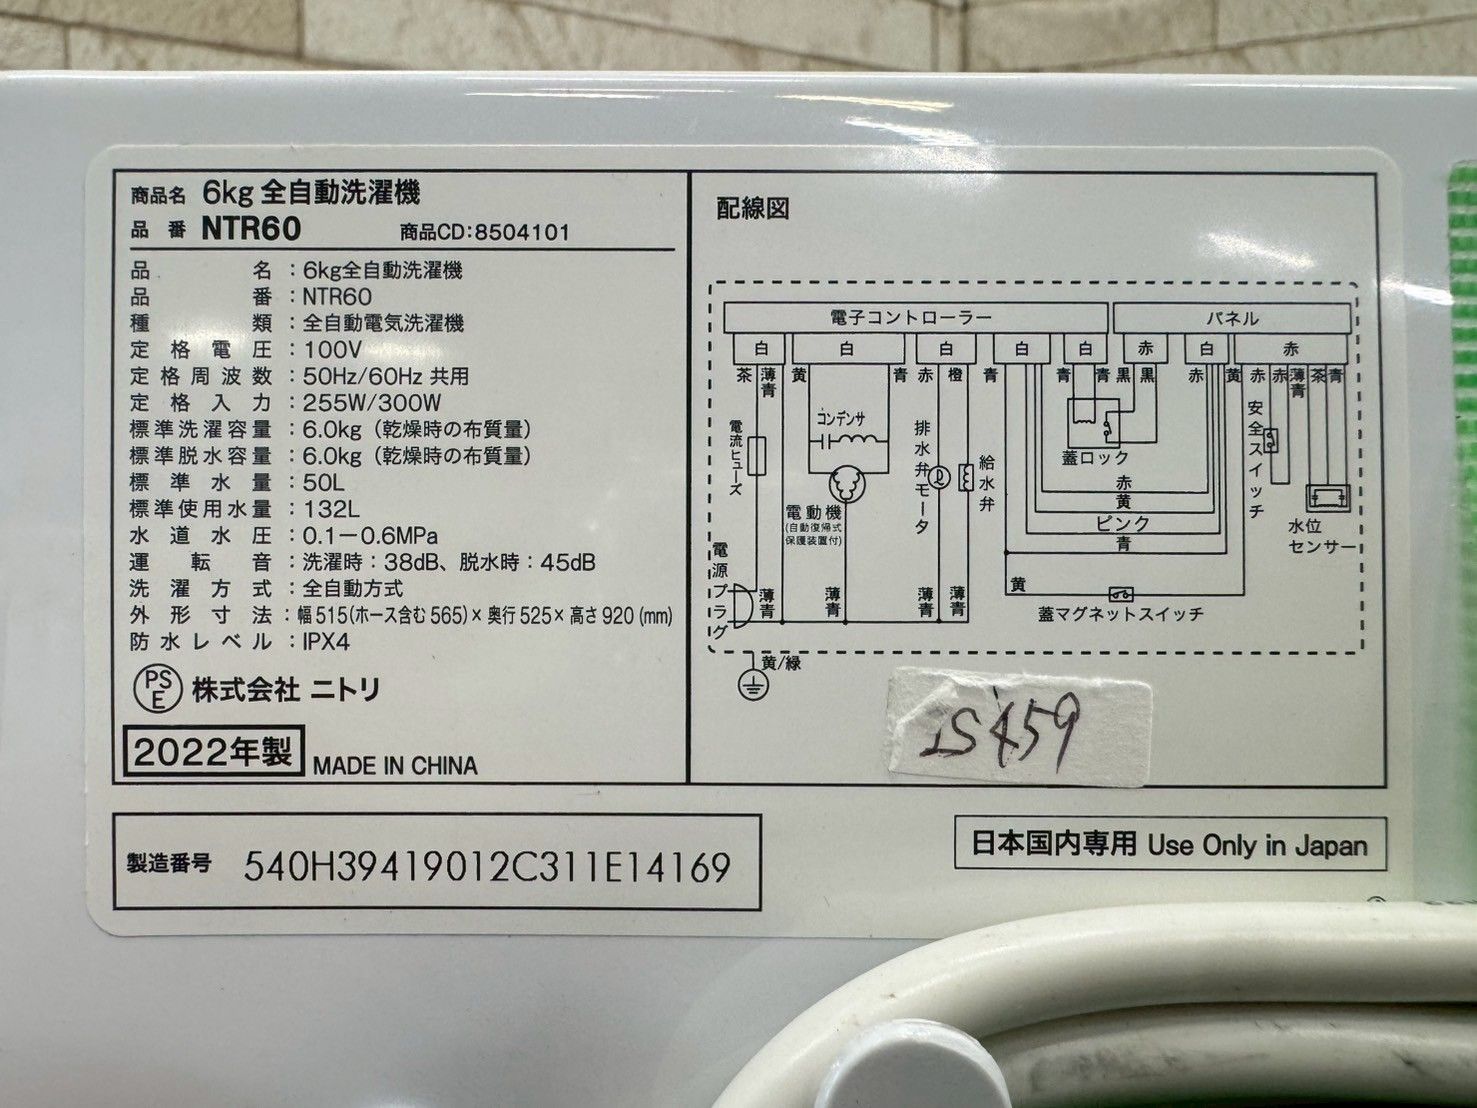 商品名 6kg 全自動洗濯機
品 番 NTR60 商品CD:8504101
品 名 : 6kg全自動洗濯機
品 番 : NTR60
種 類 : 全自動電気洗濯機
定格電圧 : 100V
定格周波数 : 50Hz/60Hz 共用
定格入力 : 255W/300W
標準洗濯容量 : 6.0kg（乾燥時の布質量）
標準脱水容量 : 6.0kg（乾燥時の布質量）
標準水量 : 50L
標準使用水量 : 132L
水道水圧 : 0.1－0.6MPa
運転音 : 洗濯時：38dB、脱水時：45dB
洗濯方式 : 全自動方式
外形寸法 : 幅515(ホース含む565)×奥行525×高さ920(mm)
防水レベル : IPX4
PSE 株式会社 ニトリ
2022年製 MADE IN CHINA
配線図
電子コントローラー パネル
白 白 白 白 白 赤 白 赤
茶 薄青 黄 青 赤 橙 青 青 青 黒 黒 赤 黄 赤 赤 薄青 茶 青
電流ヒューズ
コンデンサ
排水弁モータ
給水弁
蓋ロック
安全スイッチ
赤
黄
ピンク
青
水位センサー
電動機
(自動復帰式
保護装置付)
電源プラグ
薄青 薄青 薄青 薄青
黄
蓋マグネットスイッチ
黄/緑
IS459
製造番号 540H39419012C311E14169
日本国内専用 Use Only in Japan